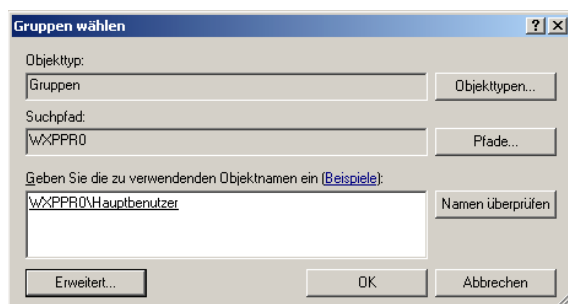 Gruppen wählen
Objekttyp:
Gruppen
Objekttypen...
Suchpfad:
WXPPR0
Pfade...
Geben Sie die zu verwendenden Objektnamen ein (Beispiele):
WXPPR0\Hauptbenutzer
Namen überprüfen
Erweitert...
OK
Abbrechen